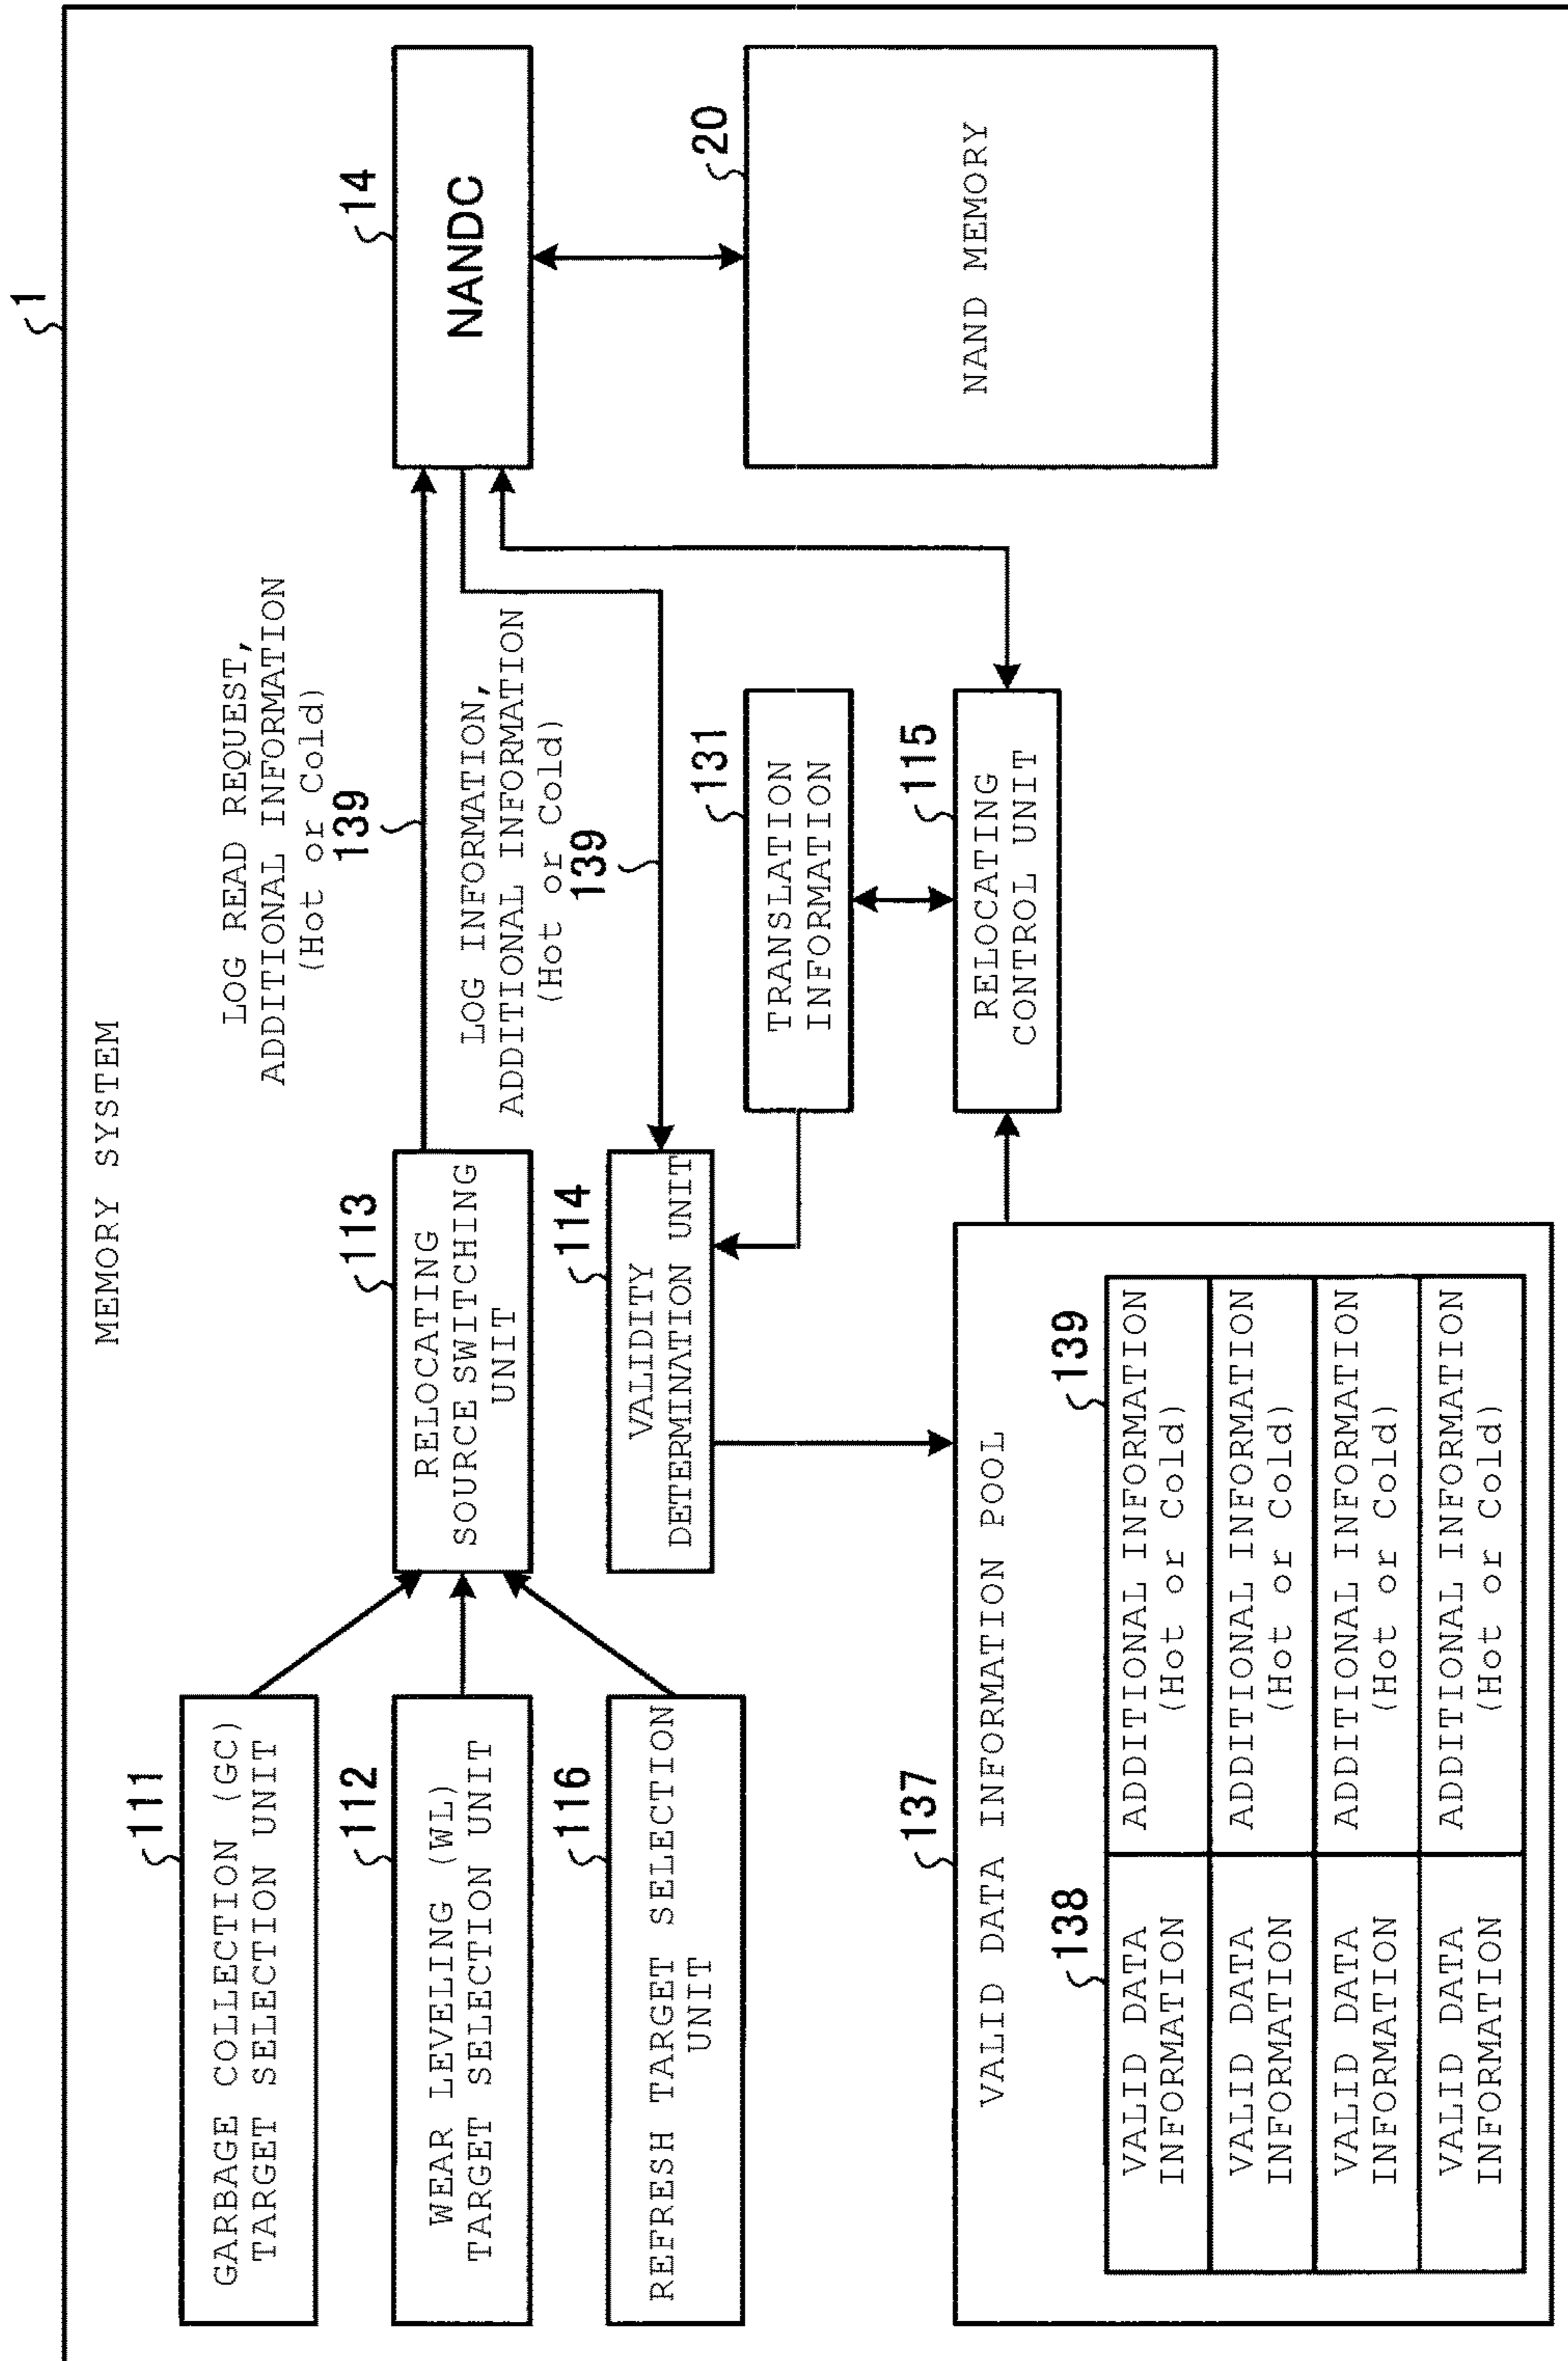 1
MEMORY SYSTEM
111
GARBAGE COLLECTION (GC)
TARGET SELECTION UNIT
112
WEAR LEVELING (WL)
TARGET SELECTION UNIT
116
REFRESH TARGET SELECTION
UNIT
113
RELOCATING
SOURCE SWITCHING
UNIT
LOG READ REQUEST,
ADDITIONAL INFORMATION
(Hot or Cold)
139
14
NANDC
LOG INFORMATION,
ADDITIONAL INFORMATION
(Hot or Cold)
139
114
VALIDITY
DETERMINATION UNIT
131
TRANSLATION
INFORMATION
20
NAND MEMORY
115
RELOCATING
CONTROL UNIT
137
VALID DATA INFORMATION POOL
138
139
VALID DATA
INFORMATION
ADDITIONAL INFORMATION
(Hot or Cold)
VALID DATA
INFORMATION
ADDITIONAL INFORMATION
(Hot or Cold)
VALID DATA
INFORMATION
ADDITIONAL INFORMATION
(Hot or Cold)
VALID DATA
INFORMATION
ADDITIONAL INFORMATION
(Hot or Cold)